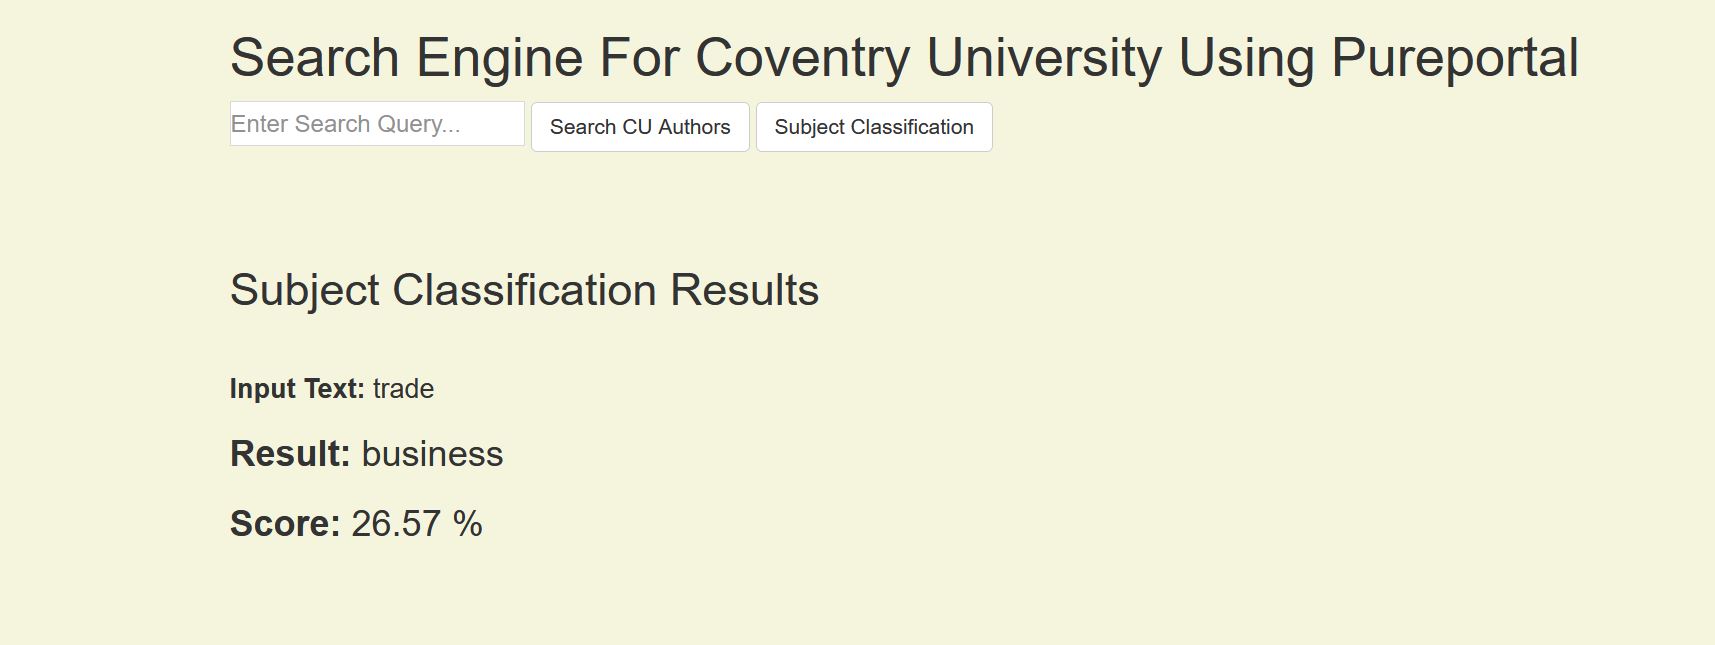 Search Engine For Coventry University Using Pureportal
Enter Search Query... Search CU Authors Subject Classification
Subject Classification Results
Input Text: trade
Result: business
Score: 26.57 %